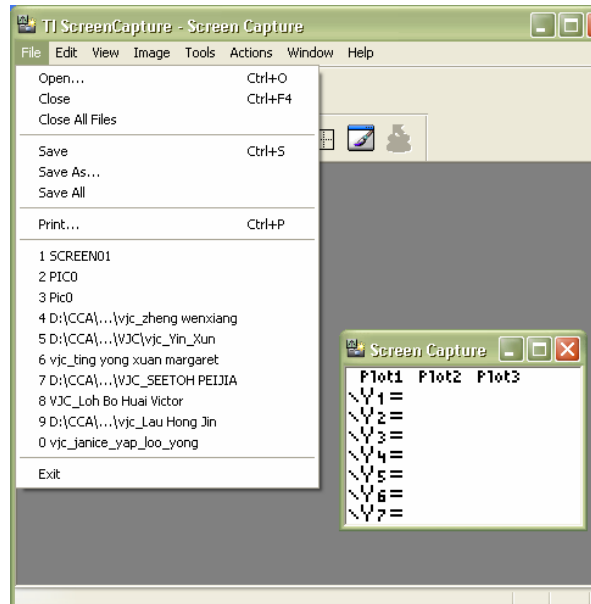 TI ScreenCapture - Screen Capture
File Edit View Image Tools Actions Window Help
Open... Ctrl+O
Close Ctrl+F4
Close All Files
Save Ctrl+S
Save As...
Save All
Print... Ctrl+P
1 SCREEN01
2 PIC0
3 Pic0
4 D:\CCA\...\vjc_zheng wenxiang
5 D:\CCA\...\VJC\vjc_Yin_Xun
6 vjc_ting yong xuan margaret
7 D:\CCA\...\VJC_SEETOH PEIJIA
8 VJC_Loh Bo Huai Victor
9 D:\CCA\...\vjc_Lau Hong Jin
0 vjc_janice_yap_loo_yong
Exit
Screen Capture
Plot1 Plot2 Plot3
\Y1=
\Y2=
\Y3=
\Y4=
\Y5=
\Y6=
\Y7=